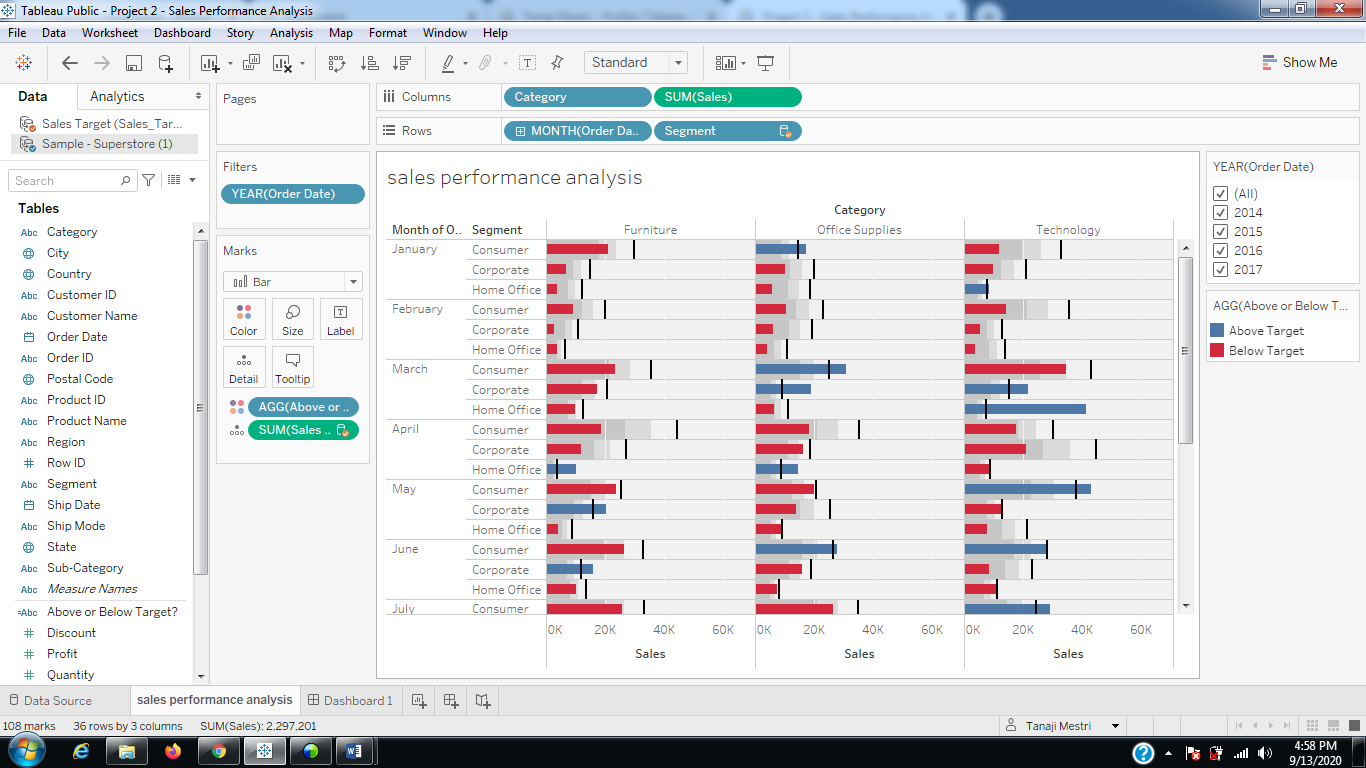 Tableau Public - Project 2 - Sales Performance Analysis
File Data Worksheet Dashboard Story Analysis Map Format Window Help
Standard
Show Me
Data Analytics
Sales Target (Sales_Tar...
Sample - Superstore (1)
Search
Tables
Abc Category
City
Country
Abc Customer ID
Abc Customer Name
Order Date
Abc Order ID
Postal Code
Abc Product ID
Abc Product Name
Region
# Row ID
Abc Segment
Ship Date
Abc Ship Mode
State
Abc Sub-Category
Abc Measure Names
=Abc Above or Below Target?
# Discount
# Profit
# Quantity
Pages
Filters
YEAR(Order Date)
Marks
Bar
Color Size Label
Detail Tooltip
AGG(Above or ..
SUM(Sales ..
Columns Category SUM(Sales)
Rows MONTH(Order Da.. Segment
sales performance analysis
Category
Month of O.. Segment Furniture Office Supplies Technology
January Consumer
Corporate
Home Office
February Consumer
Corporate
Home Office
March Consumer
Corporate
Home Office
April Consumer
Corporate
Home Office
May Consumer
Corporate
Home Office
June Consumer
Corporate
Home Office
July Consumer
0K 20K 40K 60K 0K 20K 40K 60K 0K 20K 40K 60K
Sales Sales Sales
YEAR(Order Date)
(All)
2014
2015
2016
2017
AGG(Above or Below T...
Above Target
Below Target
Data Source sales performance analysis Dashboard 1
108 marks 36 rows by 3 columns SUM(Sales): 2,297,201
Tanaji Mestri
4:58 PM
9/13/2020